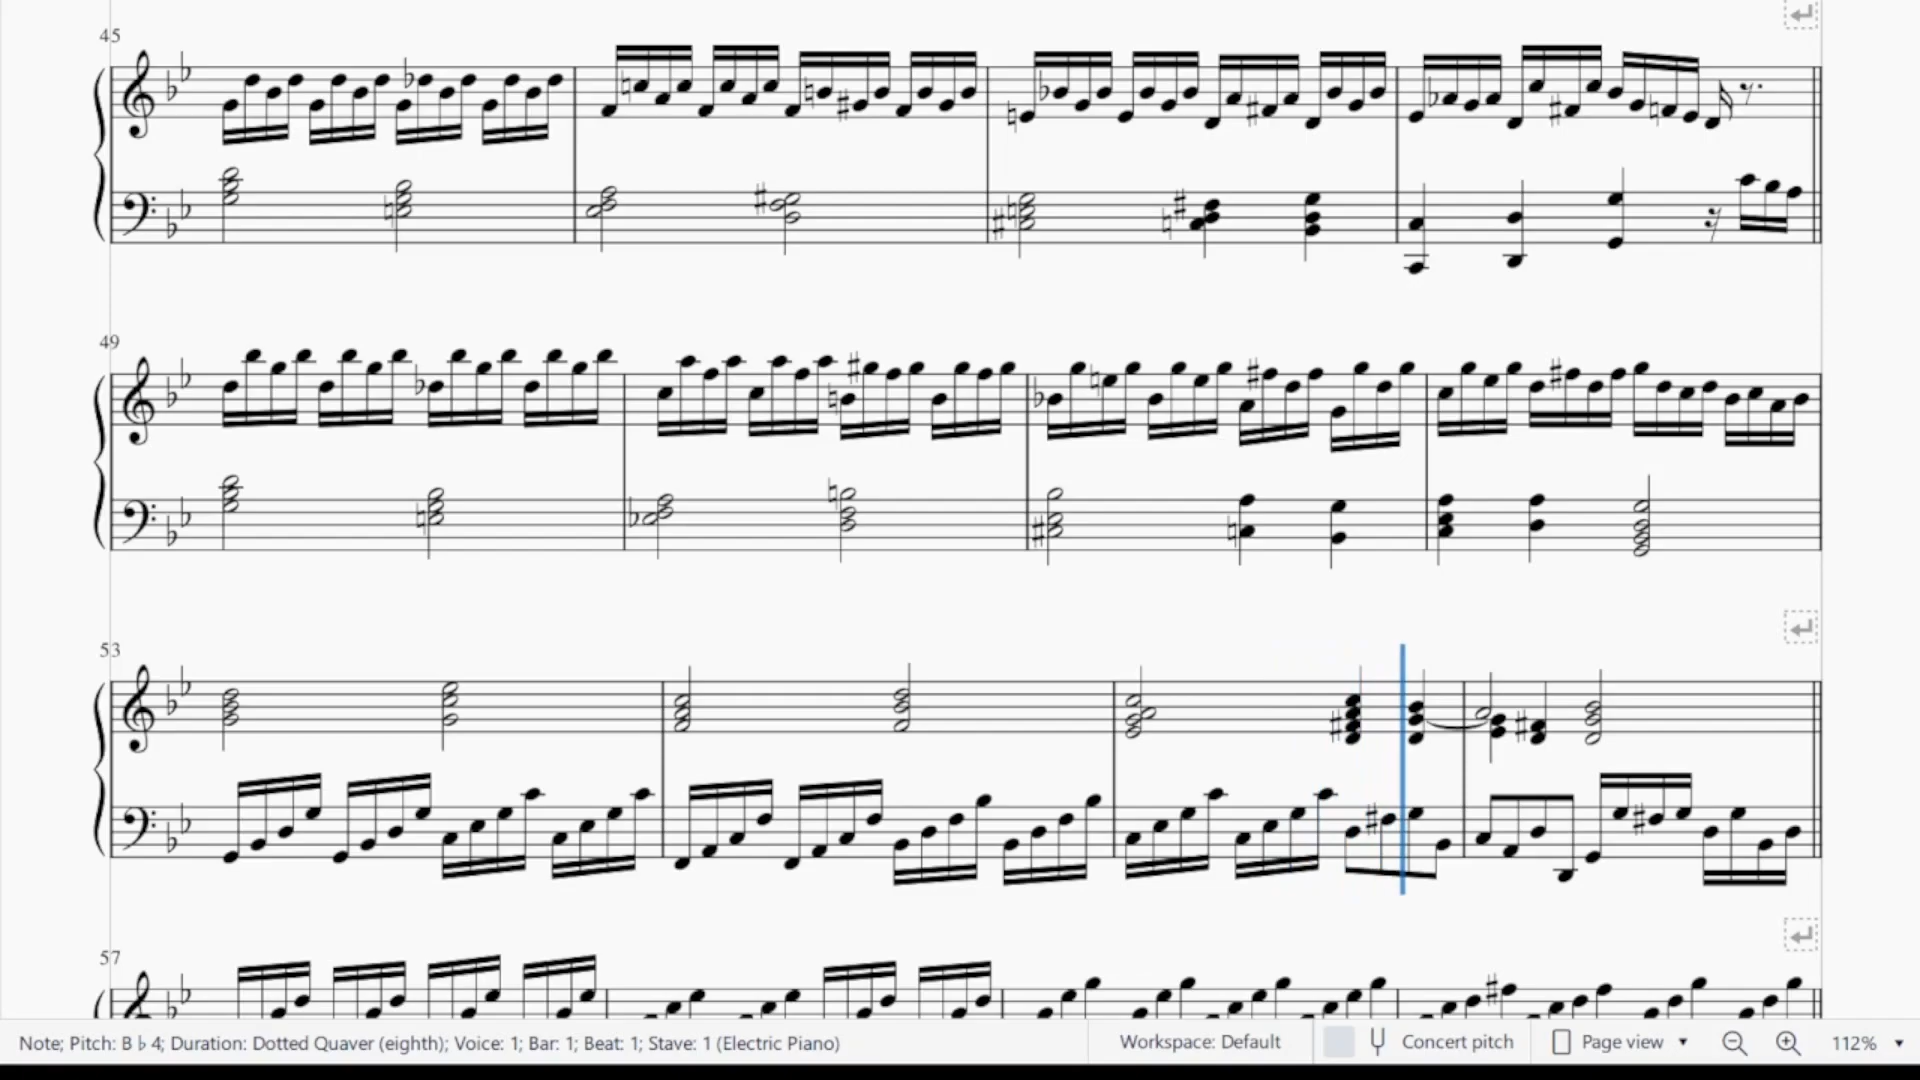 45
49
53
57
Note; Pitch: B♭4; Duration: Dotted Quaver (eighth); Voice: 1; Bar: 1; Beat: 1; Stave: 1 (Electric Piano)
Workspace: Default
Concert pitch
Page view
112%